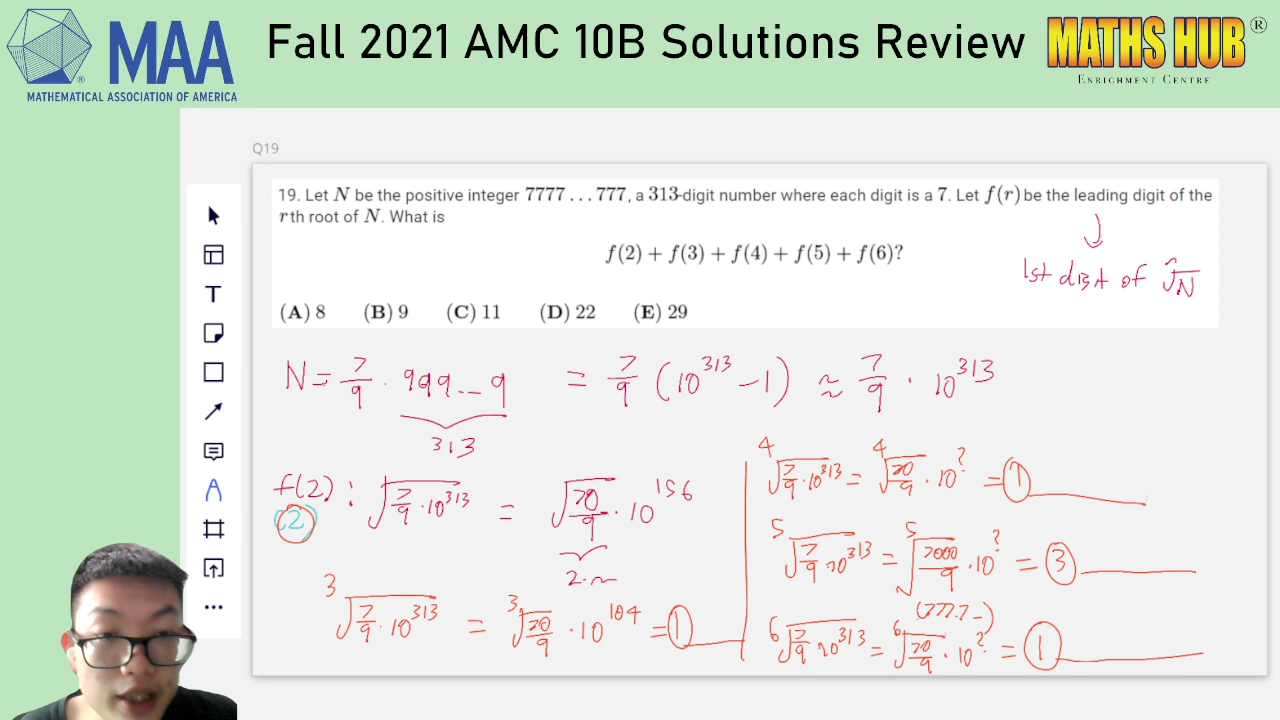 MAA
MATHEMATICAL ASSOCIATION OF AMERICA
Fall 2021 AMC 10B Solutions Review
MATHS HUB®
ENRICHMENT CENTRE
Q19
19. Let N be the positive integer 7777 . . . 777, a 313-digit number where each digit is a 7. Let f(r) be the leading digit of the
rth root of N. What is
f(2) + f(3) + f(4) + f(5) + f(6)?
1st digit of ʳ√N
(A) 8 (B) 9 (C) 11 (D) 22 (E) 29
N = 7/9 · 999...9 = 7/9 (10^313 − 1) ≈ 7/9 · 10^313
313
f(2): √(7/9 · 10^313) = √(70/9) · 10^156
2
2.~
³√(7/9 · 10^313) = ³√(70/9) · 10^104 = 1
⁴√(7/9 · 10^313) = ⁴√(70/9) · 10^? = 1
⁵√(7/9 · 10^313) = ⁵√(7000/9) · 10^? = 3
(777.7...)
⁶√(7/9 · 10^313) = ⁶√(70/9) · 10^? = 1